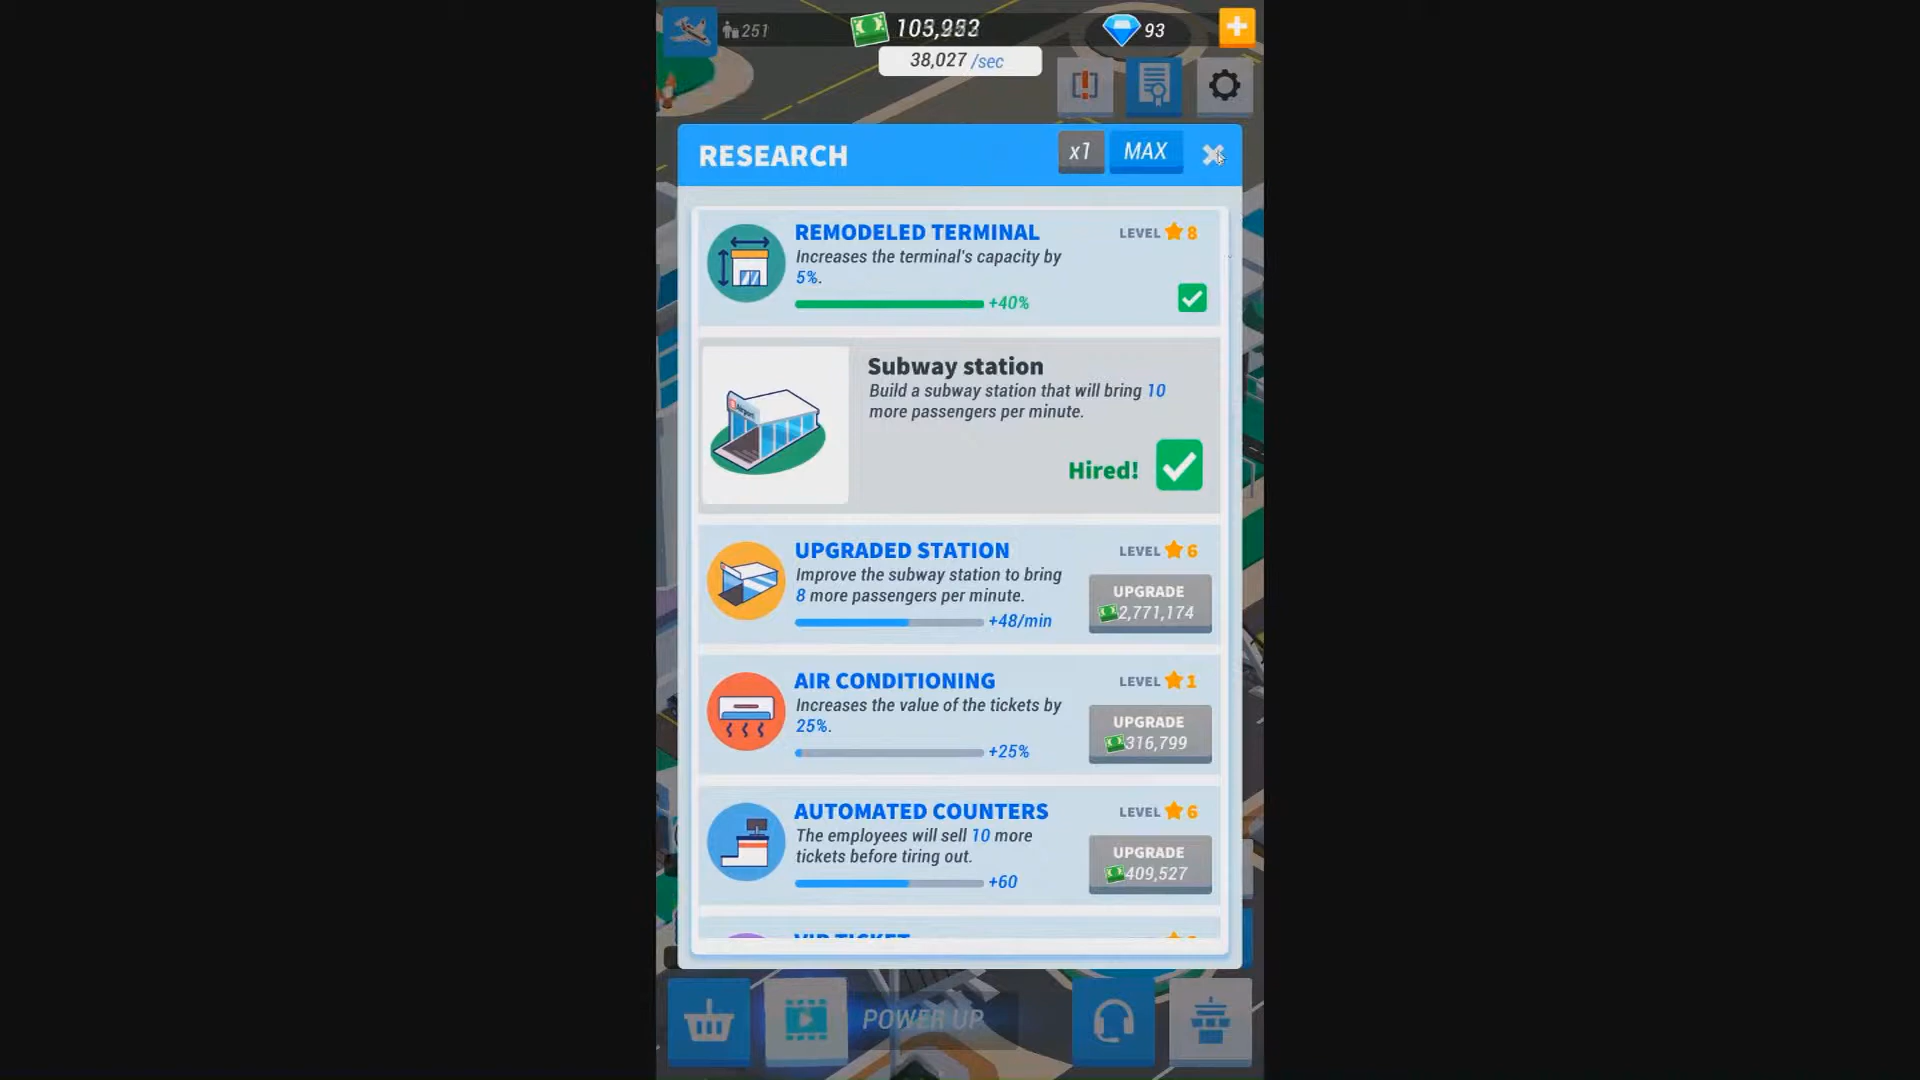 251
93
38,027 /sec
RESEARCH
x1
MAX
REMODELED TERMINAL
LEVEL 8
Increases the terminal's capacity by
5%.
+40%
Subway station
Build a subway station that will bring 10
more passengers per minute.
Hired!
UPGRADED STATION
LEVEL 6
Improve the subway station to bring
8 more passengers per minute.
+48/min
UPGRADE
2,771,174
AIR CONDITIONING
LEVEL 1
Increases the value of the tickets by
25%.
+25%
UPGRADE
316,799
AUTOMATED COUNTERS
LEVEL 6
The employees will sell 10 more
tickets before tiring out.
+60
UPGRADE
409,527
VIP TICKET
POWER UP